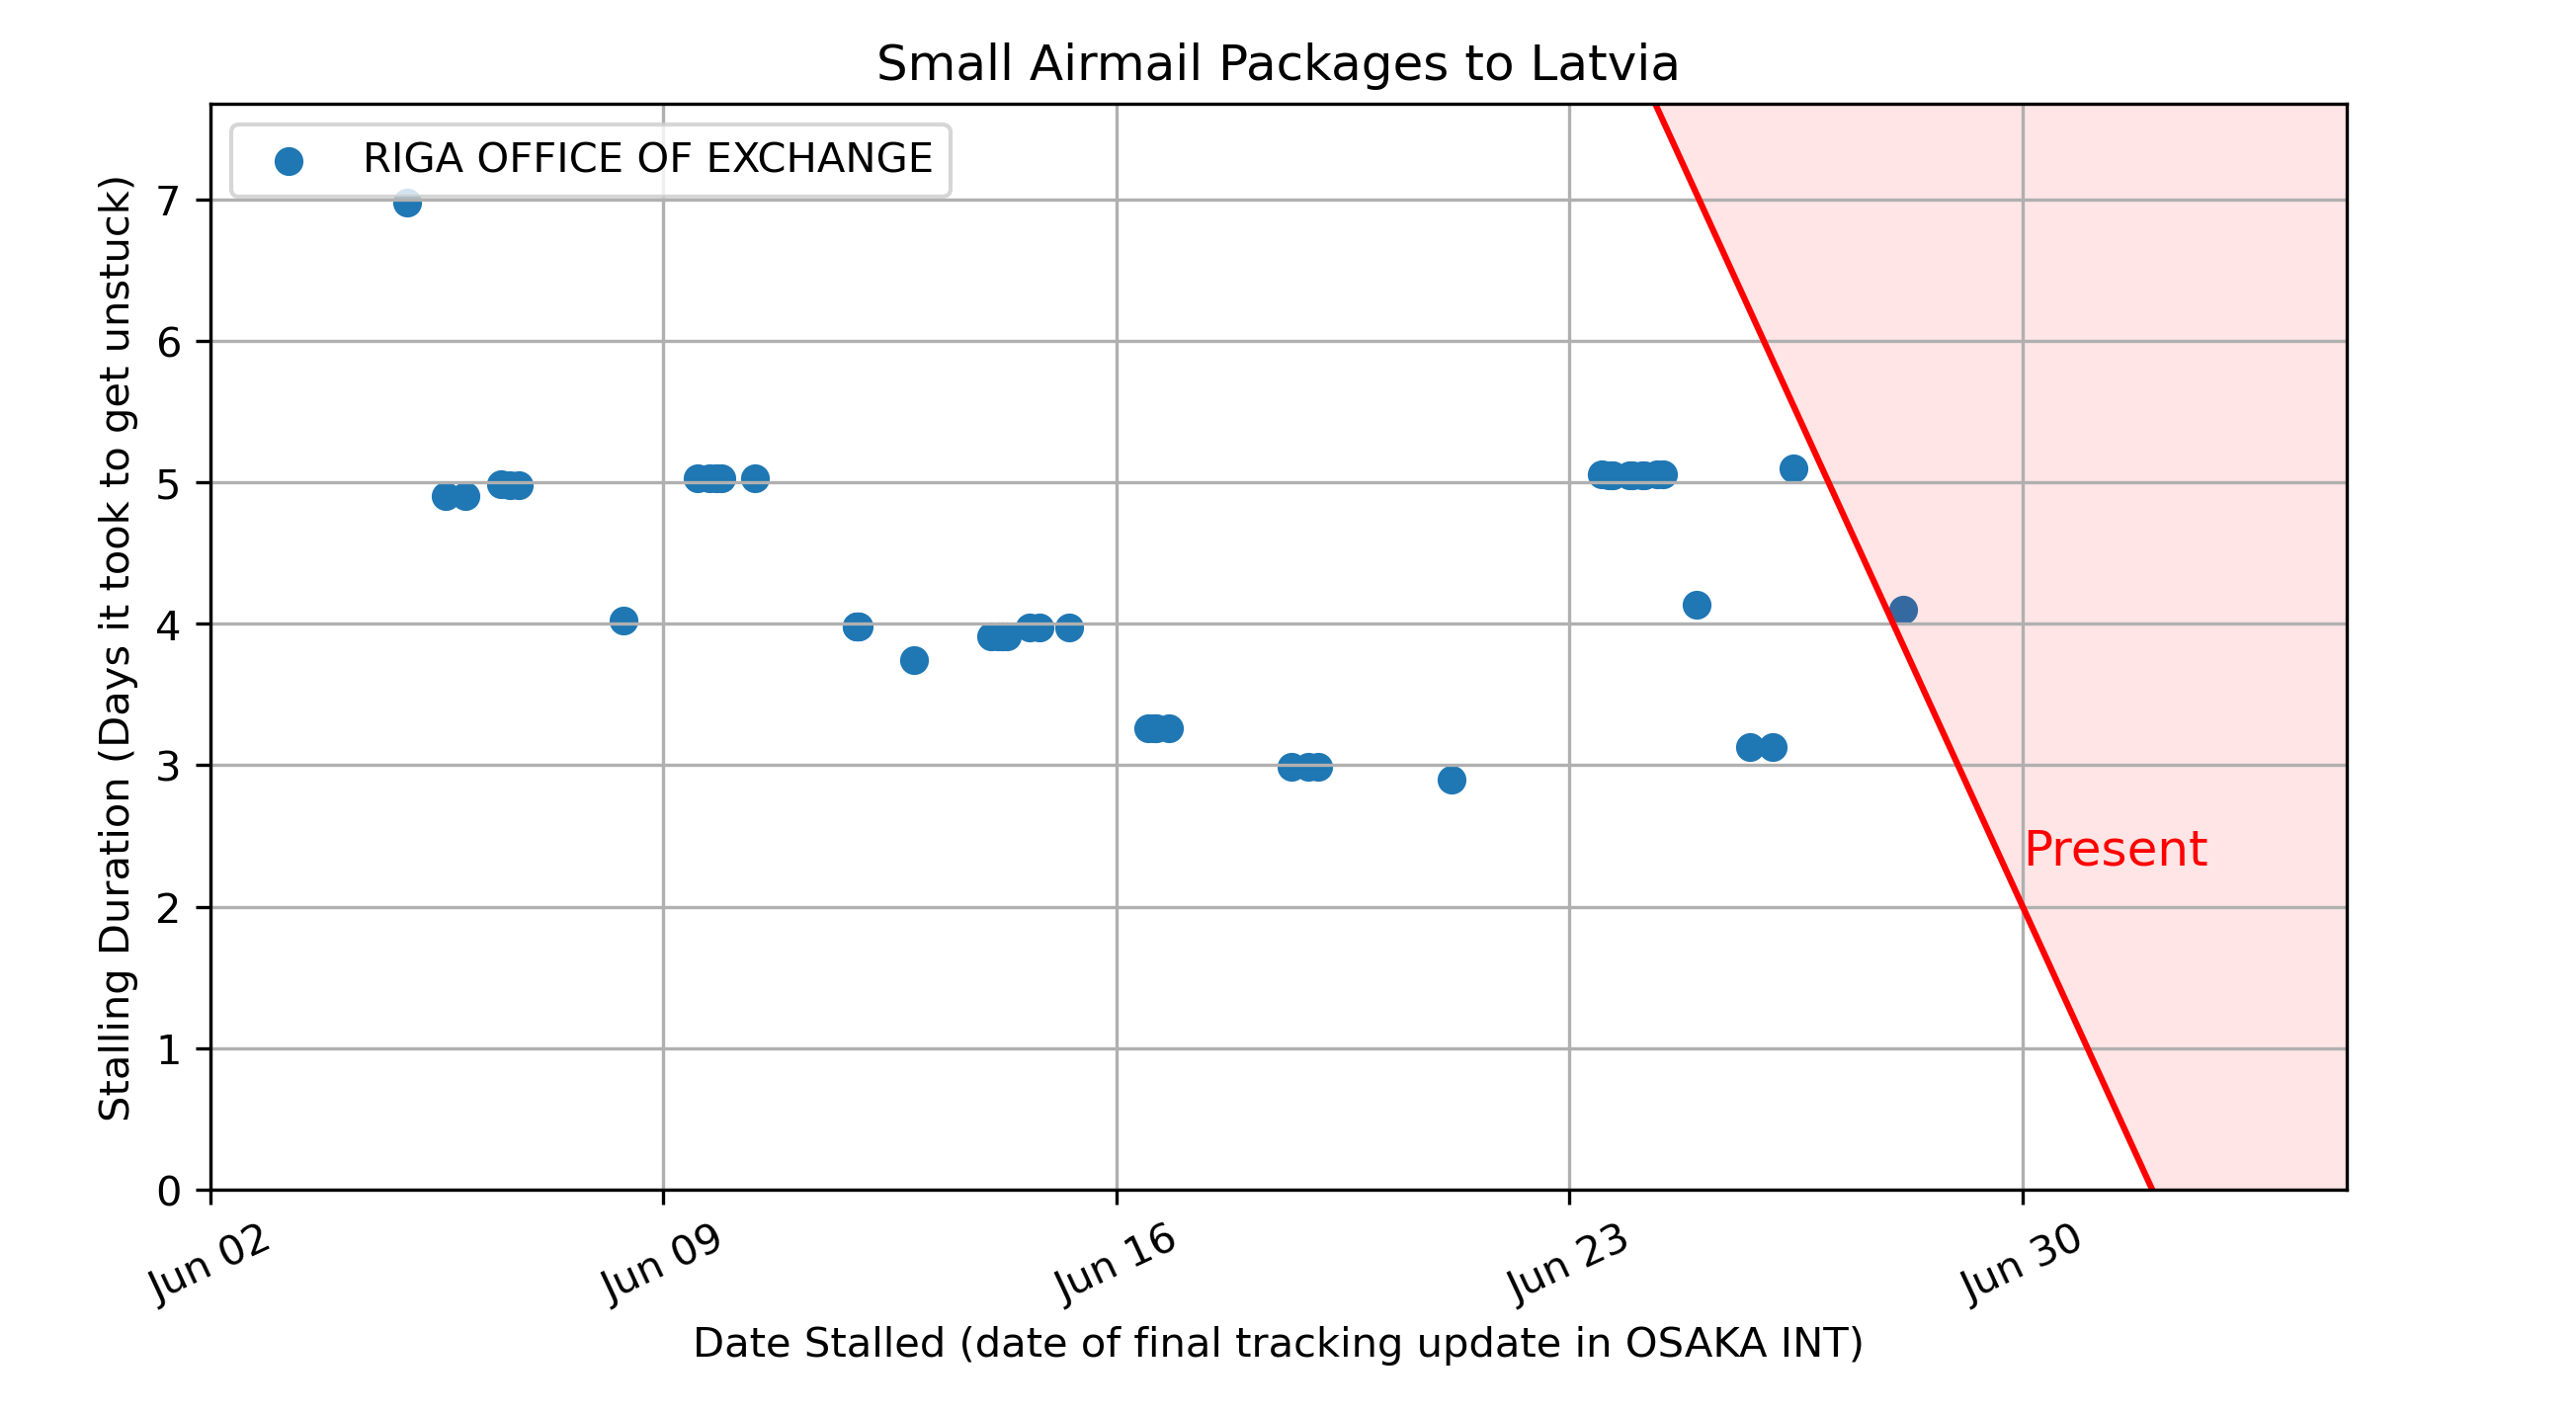 Small Airmail Packages to Latvia
RIGA OFFICE OF EXCHANGE
Stalling Duration (Days it took to get unstuck)
7
6
5
4
3
2
1
0
Present
Jun 02
Jun 09
Jun 16
Jun 23
Jun 30
Date Stalled (date of final tracking update in OSAKA INT)